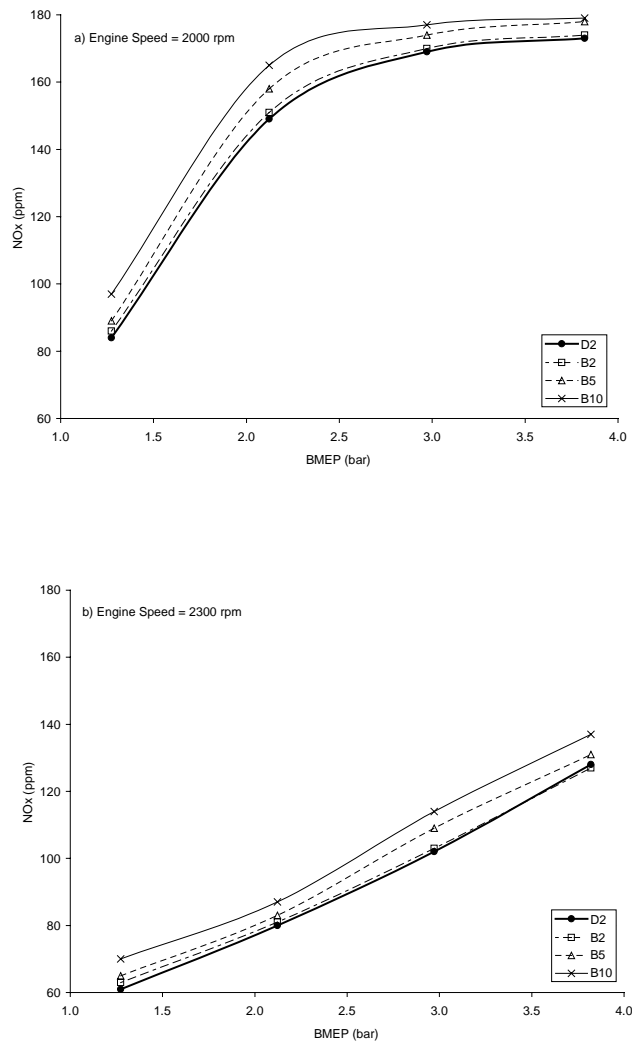 180
a) Engine Speed = 2000 rpm
160
140
NOx (ppm)
120
100
80
60
D2
B2
B5
B10
1.0 1.5 2.0 2.5 3.0 3.5 4.0
BMEP (bar)
180
b) Engine Speed = 2300 rpm
160
140
NOx (ppm)
120
100
80
60
D2
B2
B5
B10
1.0 1.5 2.0 2.5 3.0 3.5 4.0
BMEP (bar)